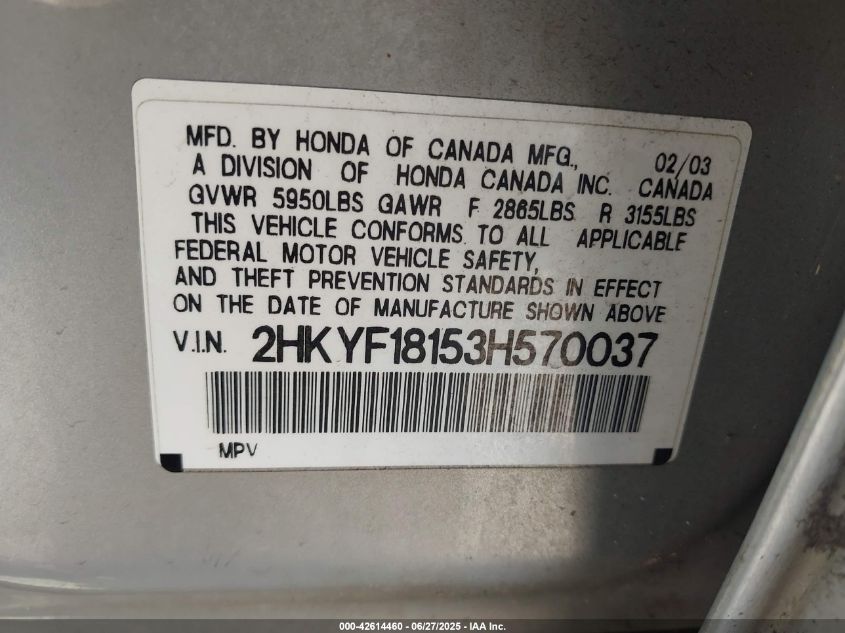 MFD. BY HONDA OF CANADA MFG., 02/03
A DIVISION OF HONDA CANADA INC. CANADA
GVWR 5950LBS GAWR F 2865LBS R 3155LBS
THIS VEHICLE CONFORMS TO ALL APPLICABLE
FEDERAL MOTOR VEHICLE SAFETY,
AND THEFT PREVENTION STANDARDS IN EFFECT
ON THE DATE OF MANUFACTURE SHOWN ABOVE
V.I.N. 2HKYF18153H570037
MPV
000-42614460 - 06/27/2025 - IAA Inc.